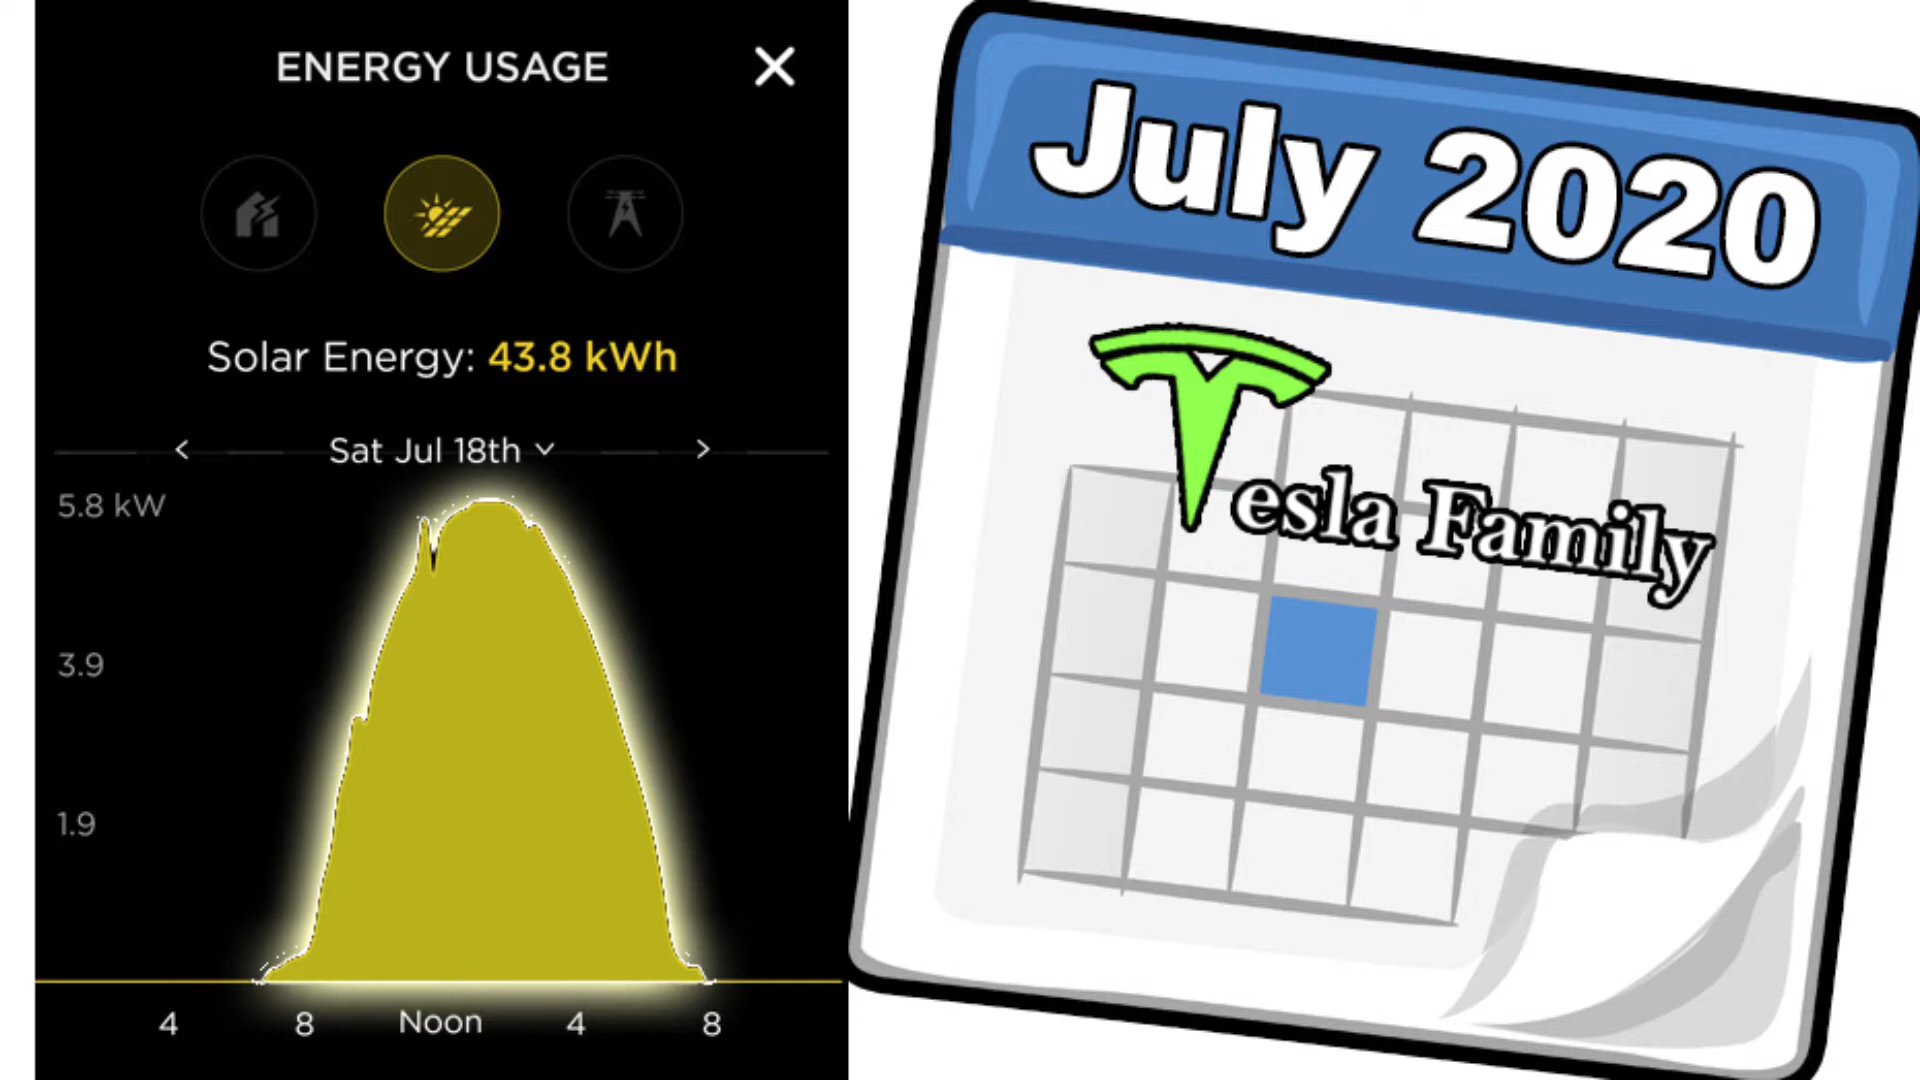 ENERGY USAGE
Solar Energy: 43.8 kWh
Sat Jul 18th
5.8 kW
3.9
1.9
4 8 Noon 4 8
July 2020
Tesla Family